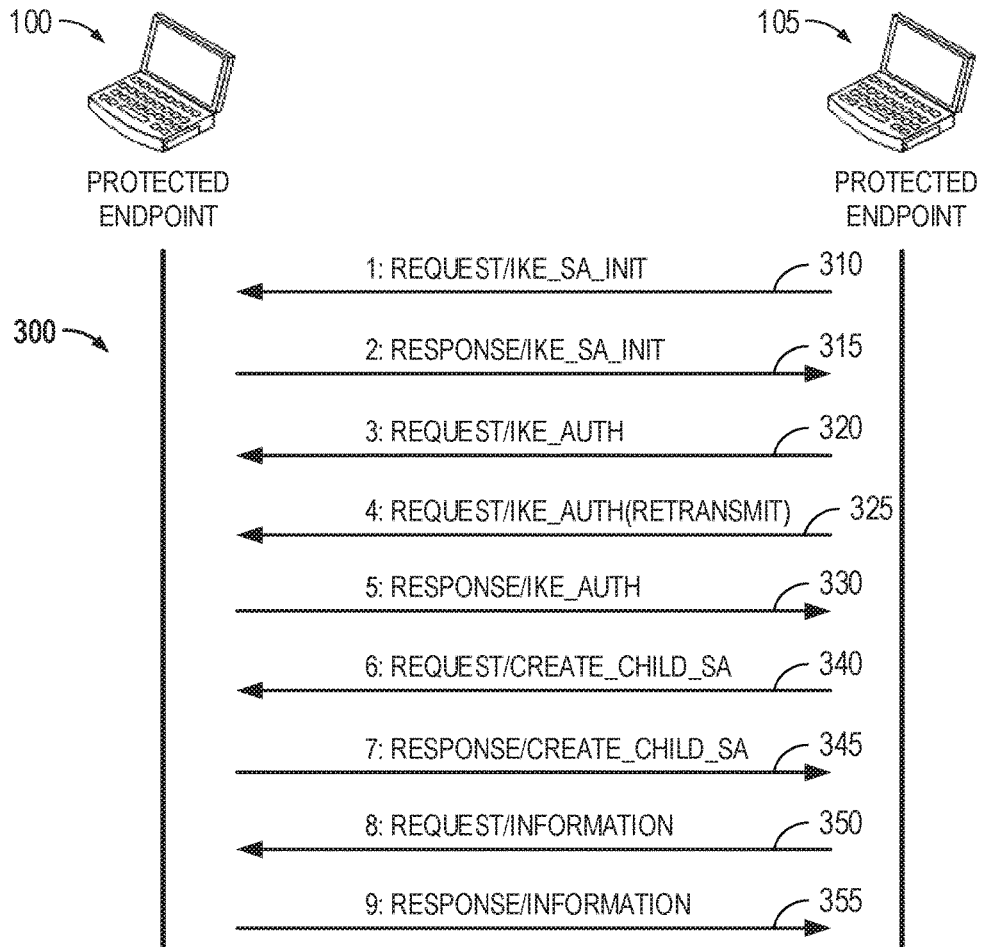 100
105
PROTECTED
ENDPOINT
PROTECTED
ENDPOINT
300
1: REQUEST/IKE_SA_INIT 310
2: RESPONSE/IKE_SA_INIT 315
3: REQUEST/IKE_AUTH 320
4: REQUEST/IKE_AUTH(RETRANSMIT) 325
5: RESPONSE/IKE_AUTH 330
6: REQUEST/CREATE_CHILD_SA 340
7: RESPONSE/CREATE_CHILD_SA 345
8: REQUEST/INFORMATION 350
9: RESPONSE/INFORMATION 355